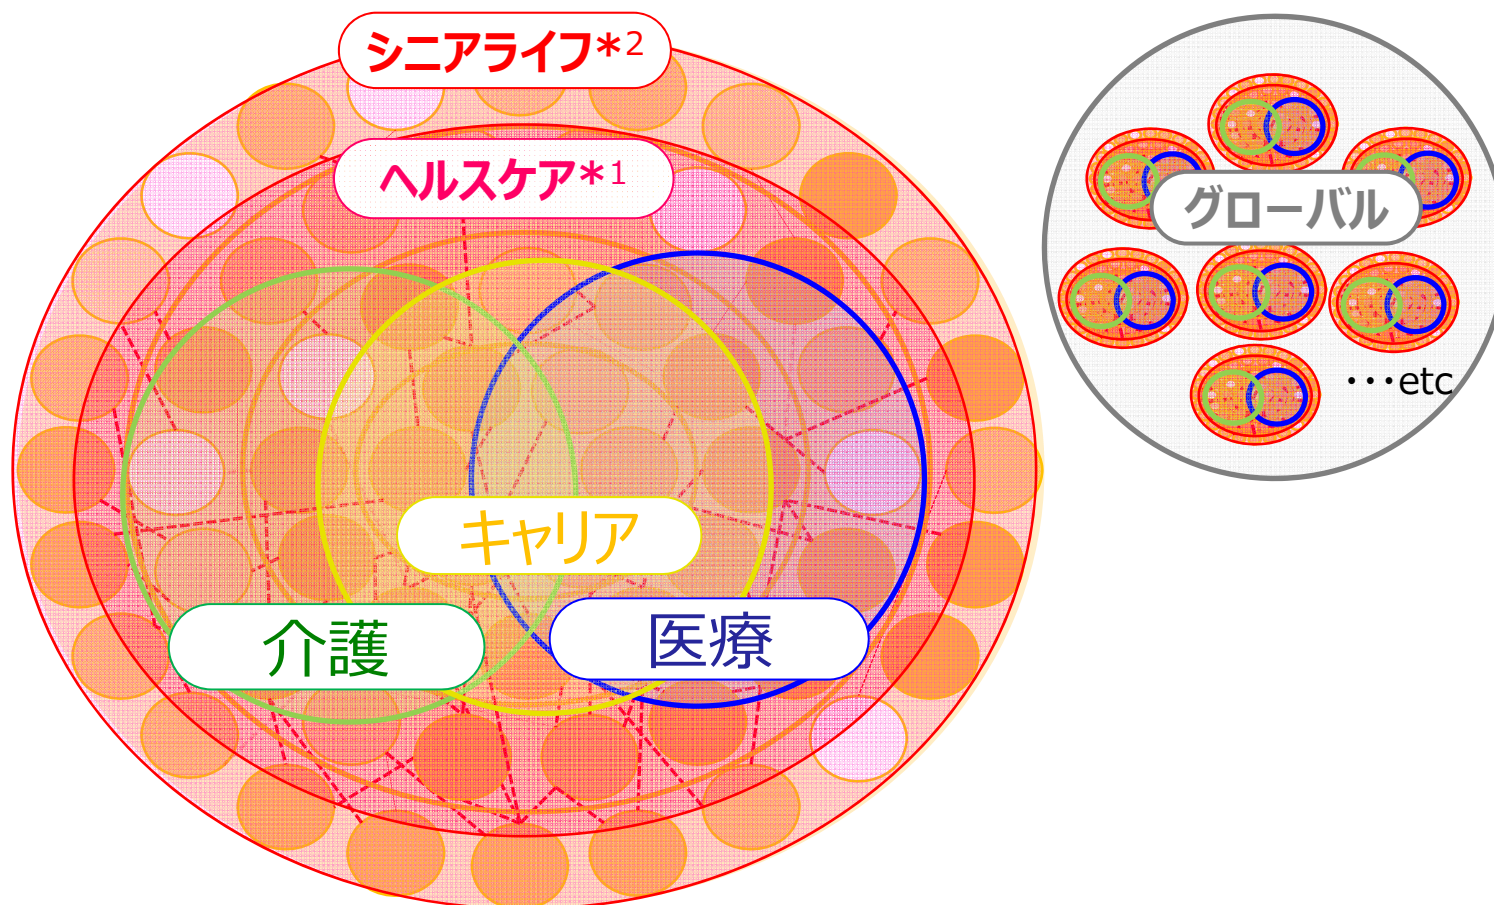 シニアライフ*2
ヘルスケア*1
グローバル
･･･etc
キャリア
介護
医療